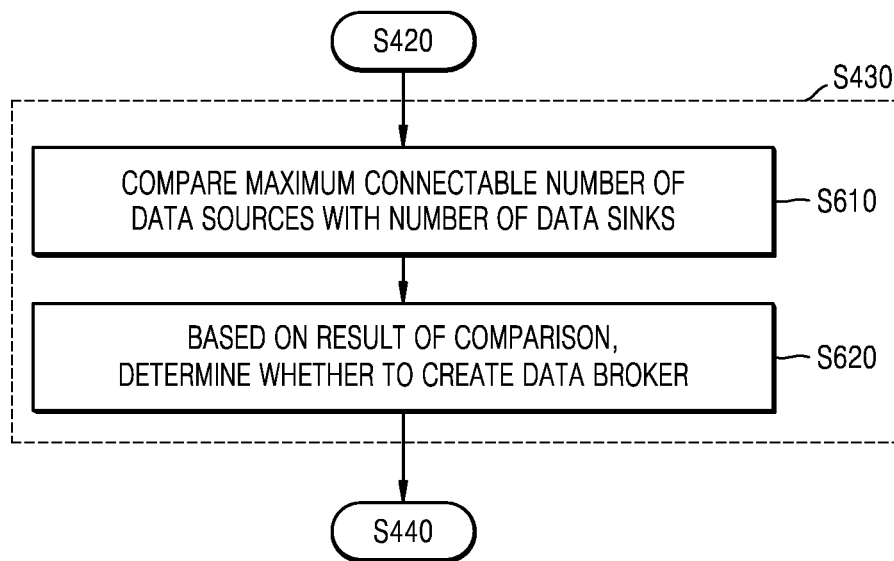 S420
S430
COMPARE MAXIMUM CONNECTABLE NUMBER OF
DATA SOURCES WITH NUMBER OF DATA SINKS
S610
BASED ON RESULT OF COMPARISON,
DETERMINE WHETHER TO CREATE DATA BROKER
S620
S440